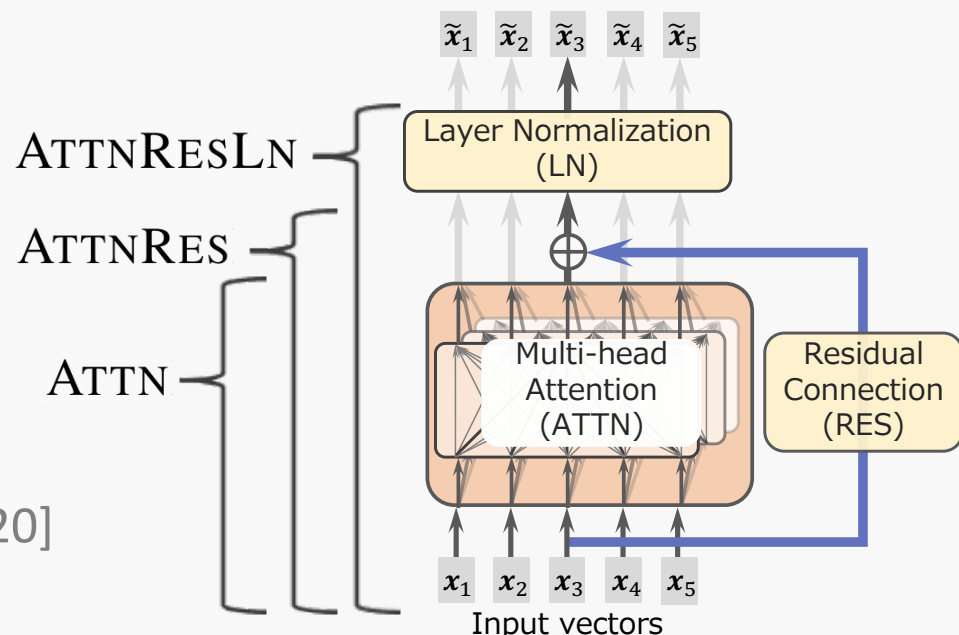 x̃₁ x̃₂ x̃₃ x̃₄ x̃₅
Layer Normalization
(LN)
ATTNRESLN
ATTNRES
ATTN
Multi-head
Attention
(ATTN)
Residual
Connection
(RES)
20]
x₁ x₂ x₃ x₄ x₅
Input vectors